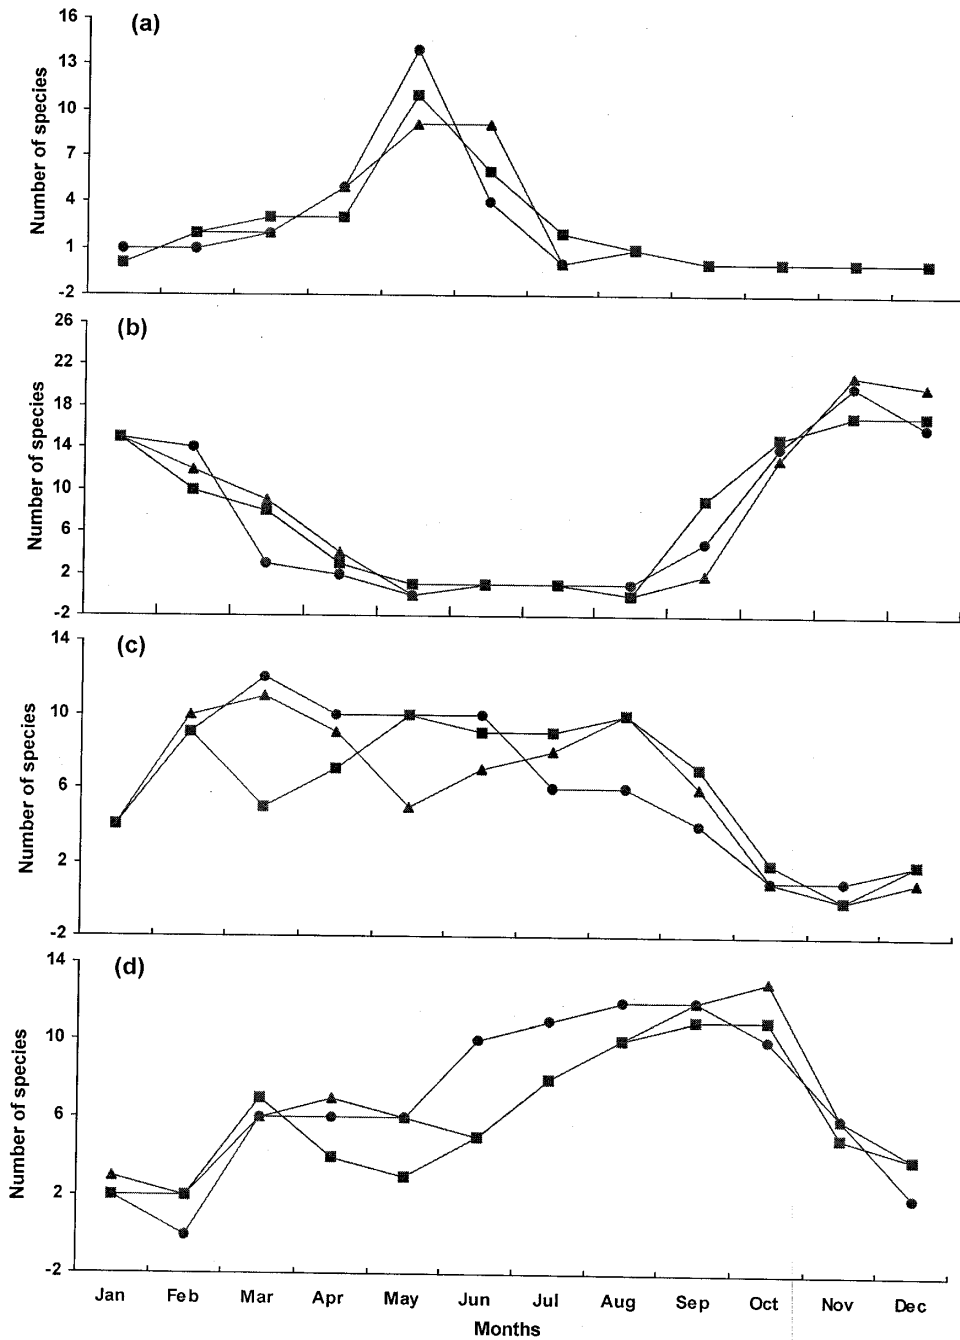 (a)
16
13
10
7
4
1
-2
Number of species
(b)
26
22
18
14
10
6
2
-2
Number of species
(c)
14
10
6
2
-2
Number of species
(d)
14
10
6
2
-2
Number of species
Jan Feb Mar Apr May Jun Jul Aug Sep Oct Nov Dec
Months